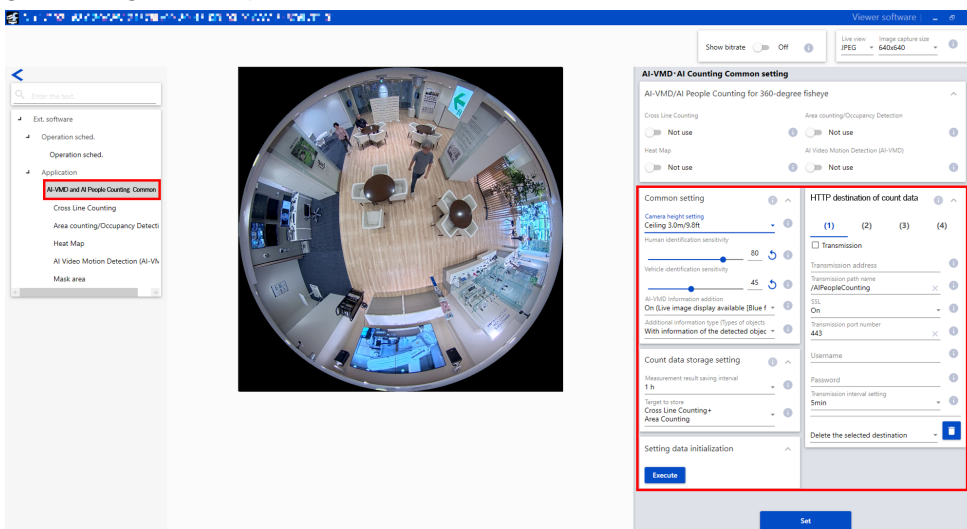 Viewer software
Show bitrate
Off
Live view
JPEG
Image capture size
640x640
Enter the text.
Ext. software
Operation sched.
Operation sched.
Application
AI-VMD and AI People Counting Common
Cross Line Counting
Area counting/Occupancy Detecti
Heat Map
AI Video Motion Detection (AI-VM
Mask area
AI-VMD·AI Counting Common setting
AI-VMD/AI People Counting for 360-degree fisheye
Cross Line Counting
Not use
Area counting/Occupancy Detection
Not use
Heat Map
Not use
AI Video Motion Detection (AI-VMD)
Not use
Common setting
Camera height setting
Ceiling 3.0m/9.8ft
Human identification sensitivity
80
Vehicle identification sensitivity
45
AI-VMD Information addition
On (Live image display available [Blue f
Additional information type (Types of objects
With information of the detected objec
Count data storage setting
Measurement result saving interval
1 h
Target to store
Cross Line Counting+
Area Counting
Setting data initialization
Execute
HTTP destination of count data
(1)
(2)
(3)
(4)
Transmission
Transmission address
Transmission path name
/AIPeopleCounting
SSL
On
Transmission port number
443
Username
Password
Transmission interval setting
5min
Delete the selected destination
Set